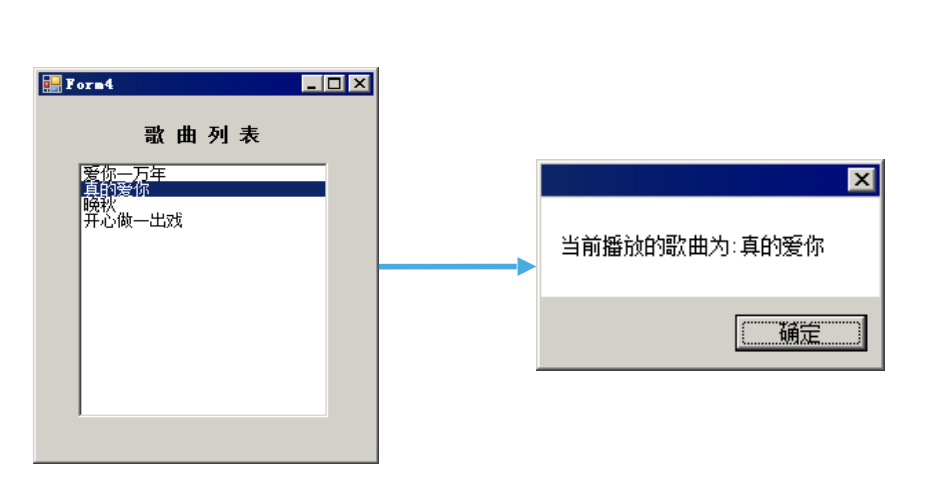 Form4
歌曲列表
爱你一万年
真的爱你
晚秋
开心做一出戏
当前播放的歌曲为:真的爱你
确定